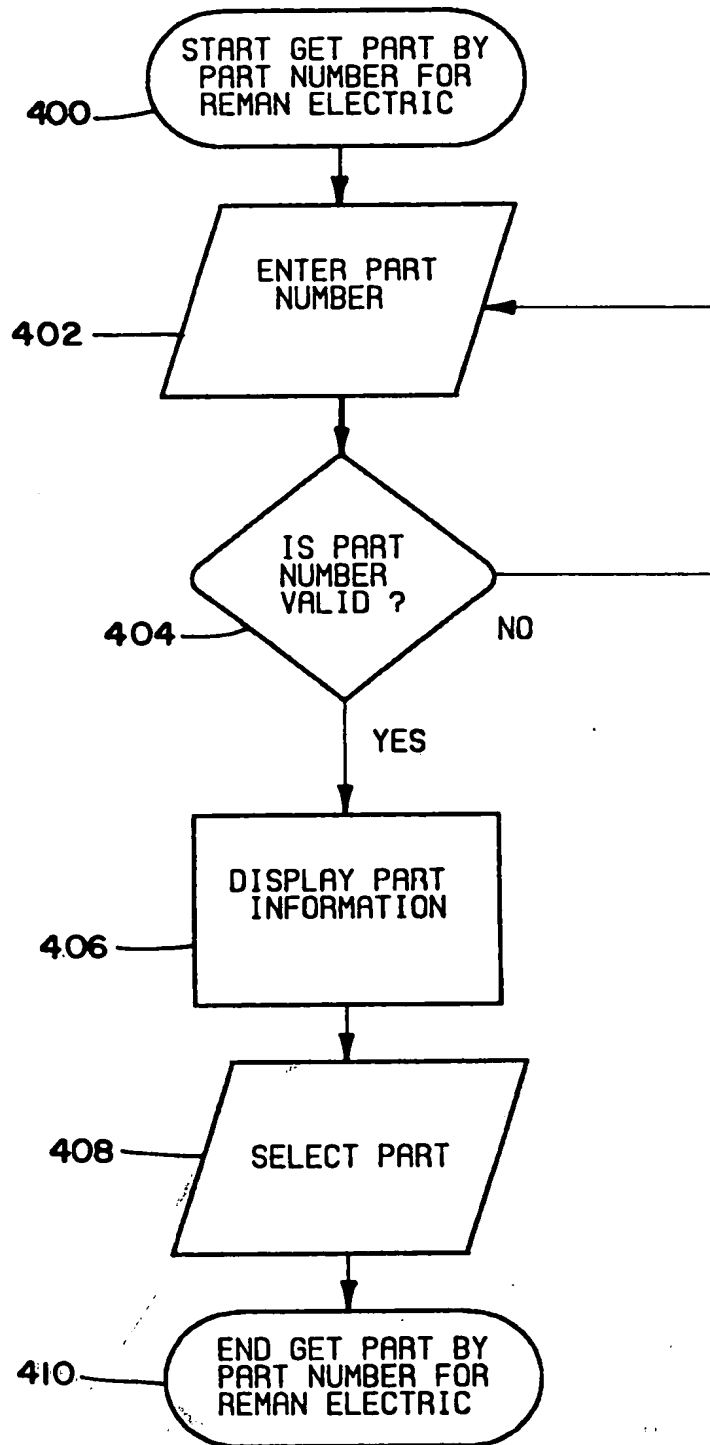 START GET PART BY
PART NUMBER FOR
REMAN ELECTRIC
400
ENTER PART
NUMBER
402
IS PART
NUMBER
VALID ?
404
NO
YES
DISPLAY PART
INFORMATION
406
408
SELECT PART
END GET PART BY
PART NUMBER FOR
REMAN ELECTRIC
410